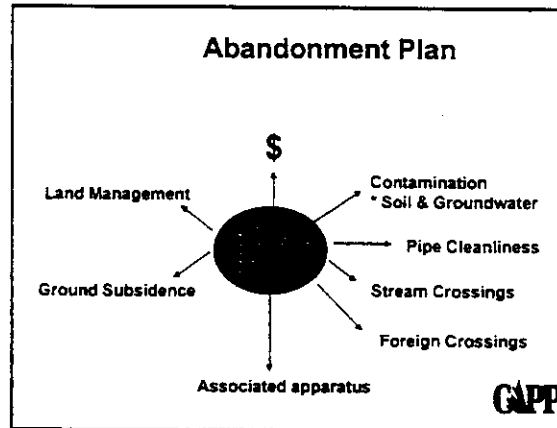 Abandonment Plan
$
Land Management
Contamination
* Soil & Groundwater
Pipe Cleanliness
Ground Subsidence
Stream Crossings
Foreign Crossings
Associated apparatus
CAPP